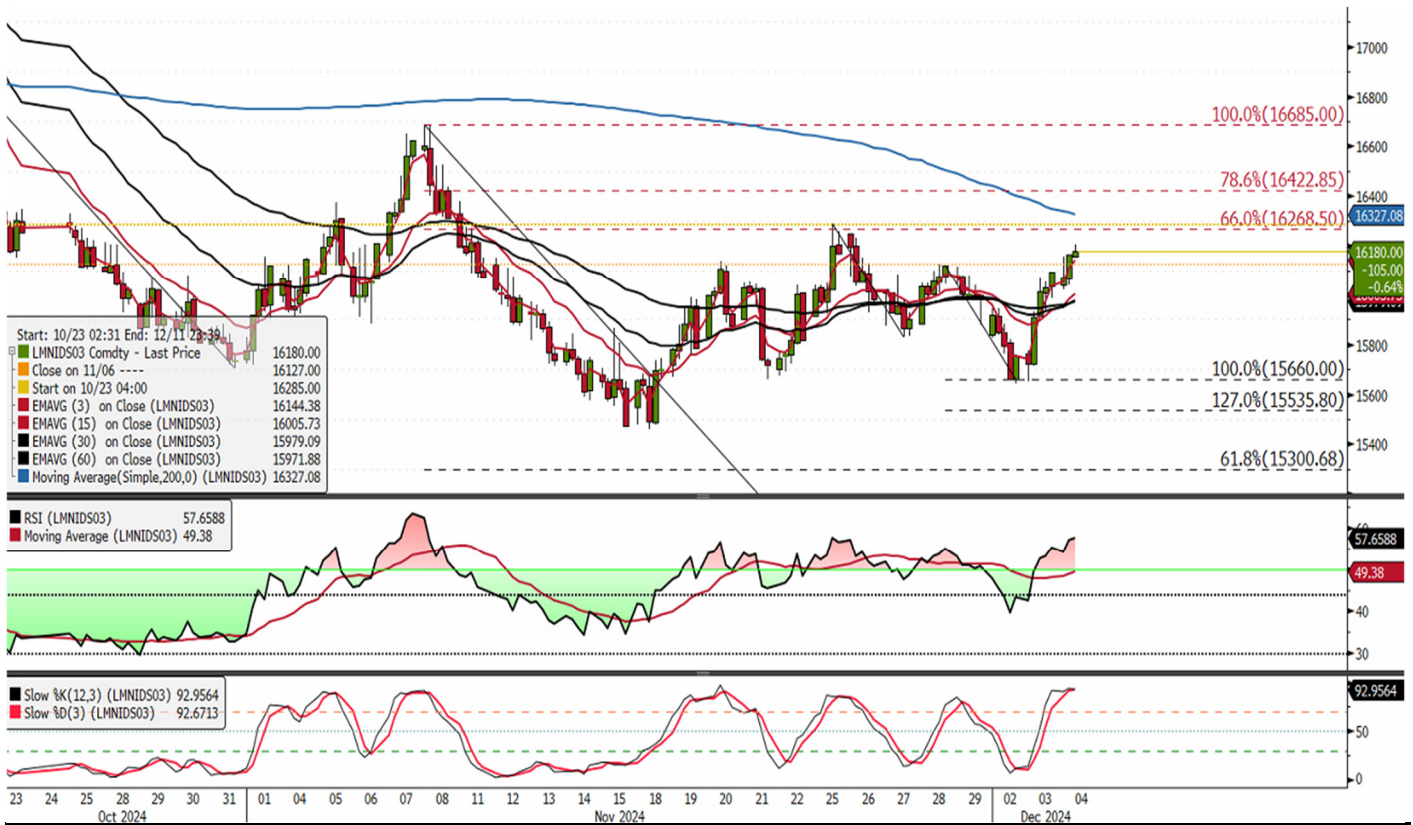 17000
16800
100.0%(16685.00)
16600
78.6%(16422.85)
16400
66.0%(16268.50)
16327.08
16180.00
-105.00
-0.64%
Start: 10/23 02:31 End: 12/11 23:39
LMNIDS03 Comdty - Last Price 16180.00
Close on 11/06 ---- 16127.00
Start on 10/23 04:00 16285.00
EMAVG (3) on Close (LMNIDS03) 16144.38
EMAVG (15) on Close (LMNIDS03) 16005.73
EMAVG (30) on Close (LMNIDS03) 15979.09
EMAVG (60) on Close (LMNIDS03) 15971.88
Moving Average(Simple,200,0) (LMNIDS03) 16327.08
15800
100.0%(15660.00)
15600
127.0%(15535.80)
15400
61.8%(15300.68)
RSI (LMNIDS03) 57.6588
Moving Average (LMNIDS03) 49.38
60
57.6588
49.38
40
30
Slow %K(12,3) (LMNIDS03) 92.9564
Slow %D(3) (LMNIDS03) 92.6713
92.9564
50
0
23 24 25 28 29 30 31 01 04 05 06 07 08 11 12 13 14 15 18 19 20 21 22 25 26 27 28 29 02 03 04
Oct 2024 Nov 2024 Dec 2024